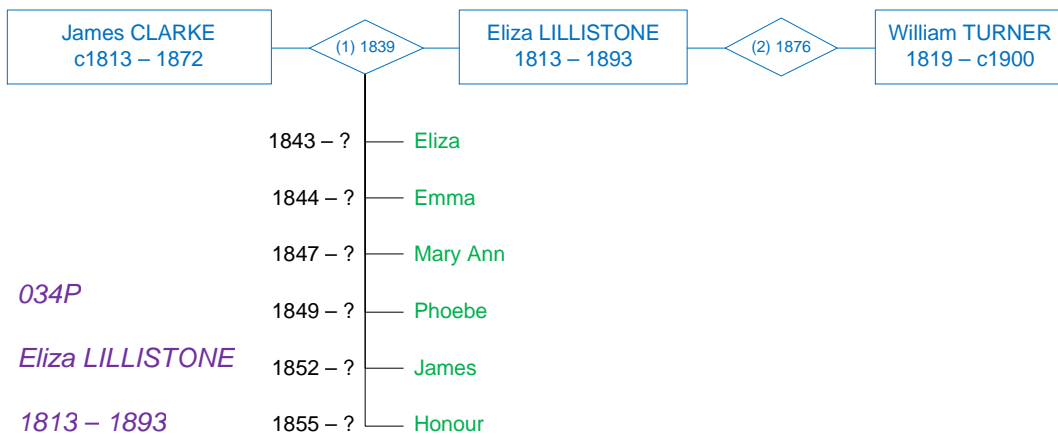 James CLARKE
c1813 – 1872
(1) 1839
Eliza LILLISTONE
1813 – 1893
(2) 1876
William TURNER
1819 – c1900
1843 – ? Eliza
1844 – ? Emma
1847 – ? Mary Ann
1849 – ? Phoebe
1852 – ? James
1855 – ? Honour
034P
Eliza LILLISTONE
1813 – 1893